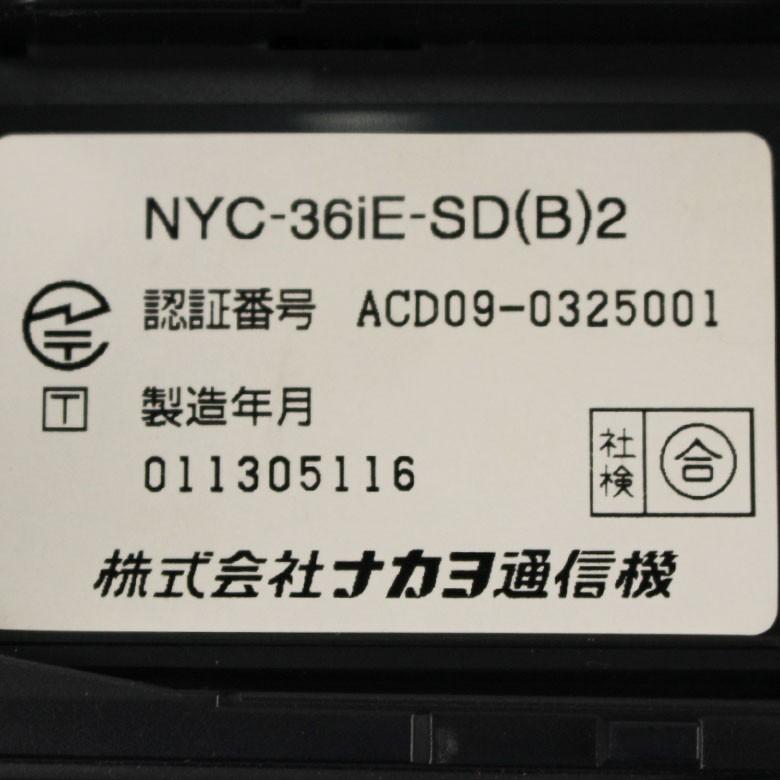 NYC-36iE-SD(B)2
認証番号 ACD09-0325001
T 製造年月
011305116
社検 合
株式会社ナカヨ通信機